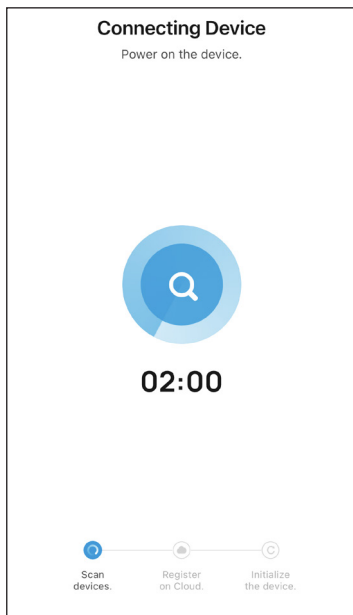 Connecting Device
Power on the device.
02:00
Scan
devices.
Register
on Cloud.
Initialize
the device.